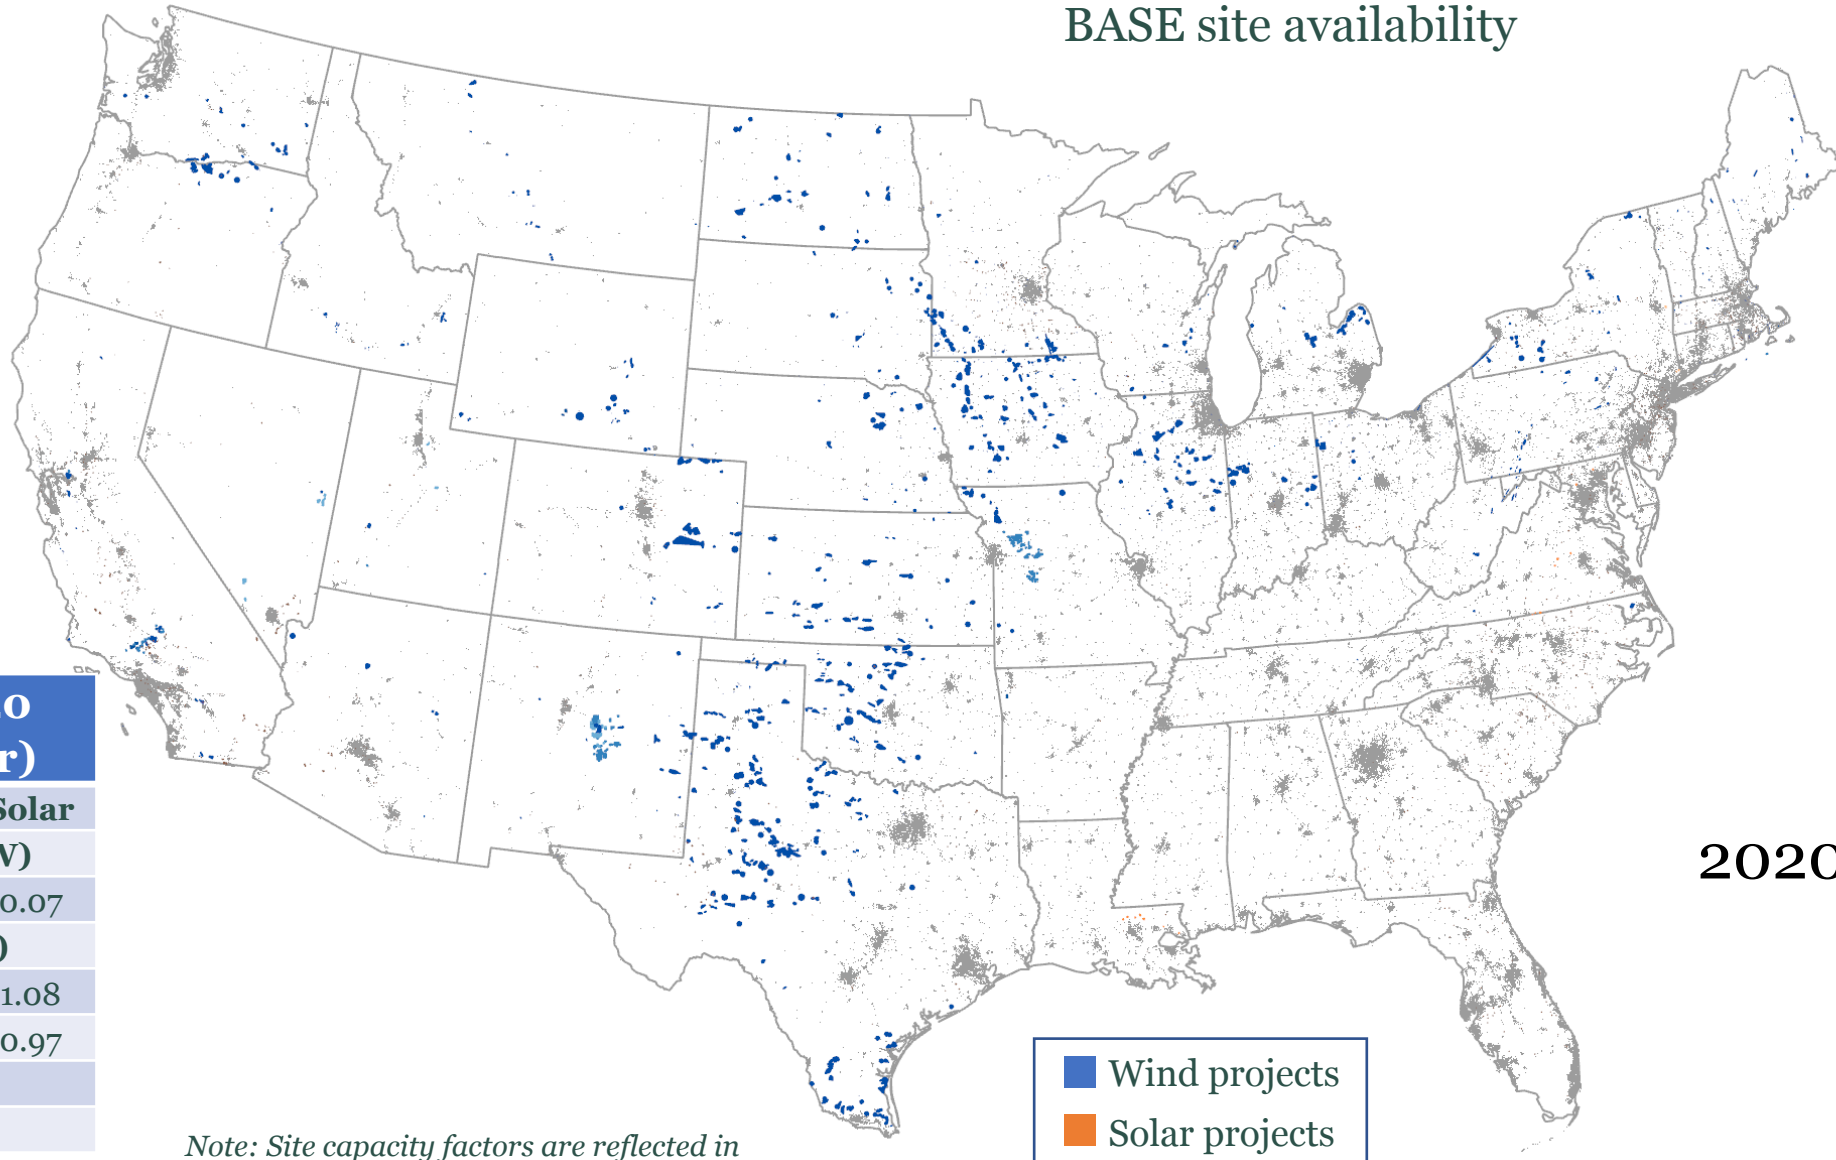 BASE site availability
r)
Solar
0.07
1.08
0.97
2020
Wind projects
Solar projects
Note: Site capacity factors are reflected in